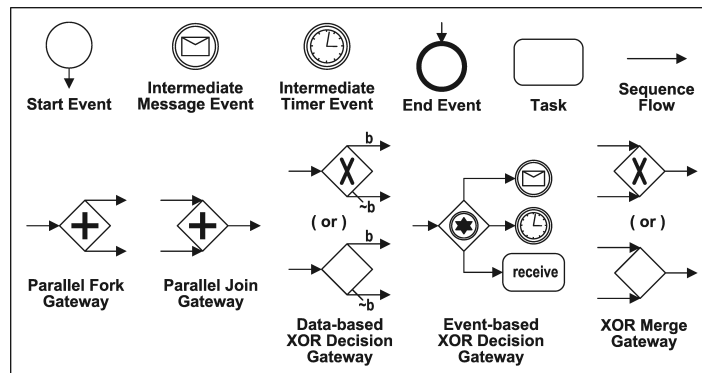 Start Event
Intermediate
Message Event
Intermediate
Timer Event
End Event
Task
Sequence
Flow
b
X
~b
( or )
b
~b
receive
X
( or )
Parallel Fork
Gateway
Parallel Join
Gateway
Data-based
XOR Decision
Gateway
Event-based
XOR Decision
Gateway
XOR Merge
Gateway